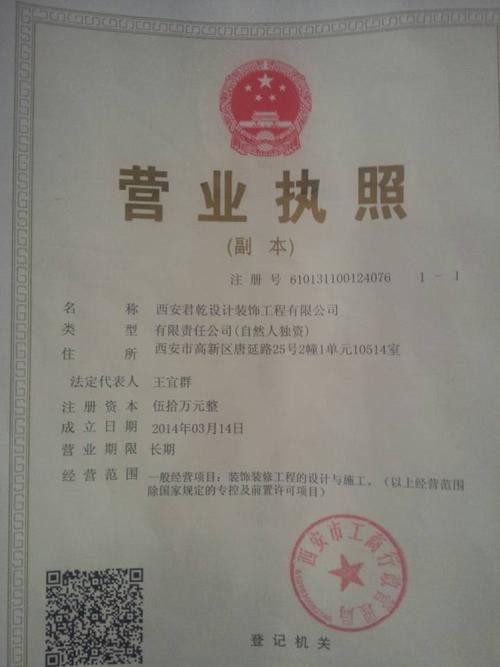 营业执照
(副 本)
注 册 号 610131100124076 1-1
名 称 西安君乾设计装饰工程有限公司
类 型 有限责任公司(自然人独资)
住 所 西安市高新区唐延路25号2幢1单元10514室
法定代表人 王宜群
注 册 资 本 伍拾万元整
成 立 日 期 2014年03月14日
营 业 期 限 长期
经 营 范 围 一般经营项目：装饰装修工程的设计与施工。（以上经营范围
除国家规定的专控及前置许可项目）
西安市工商行政管理局
登 记 机 关